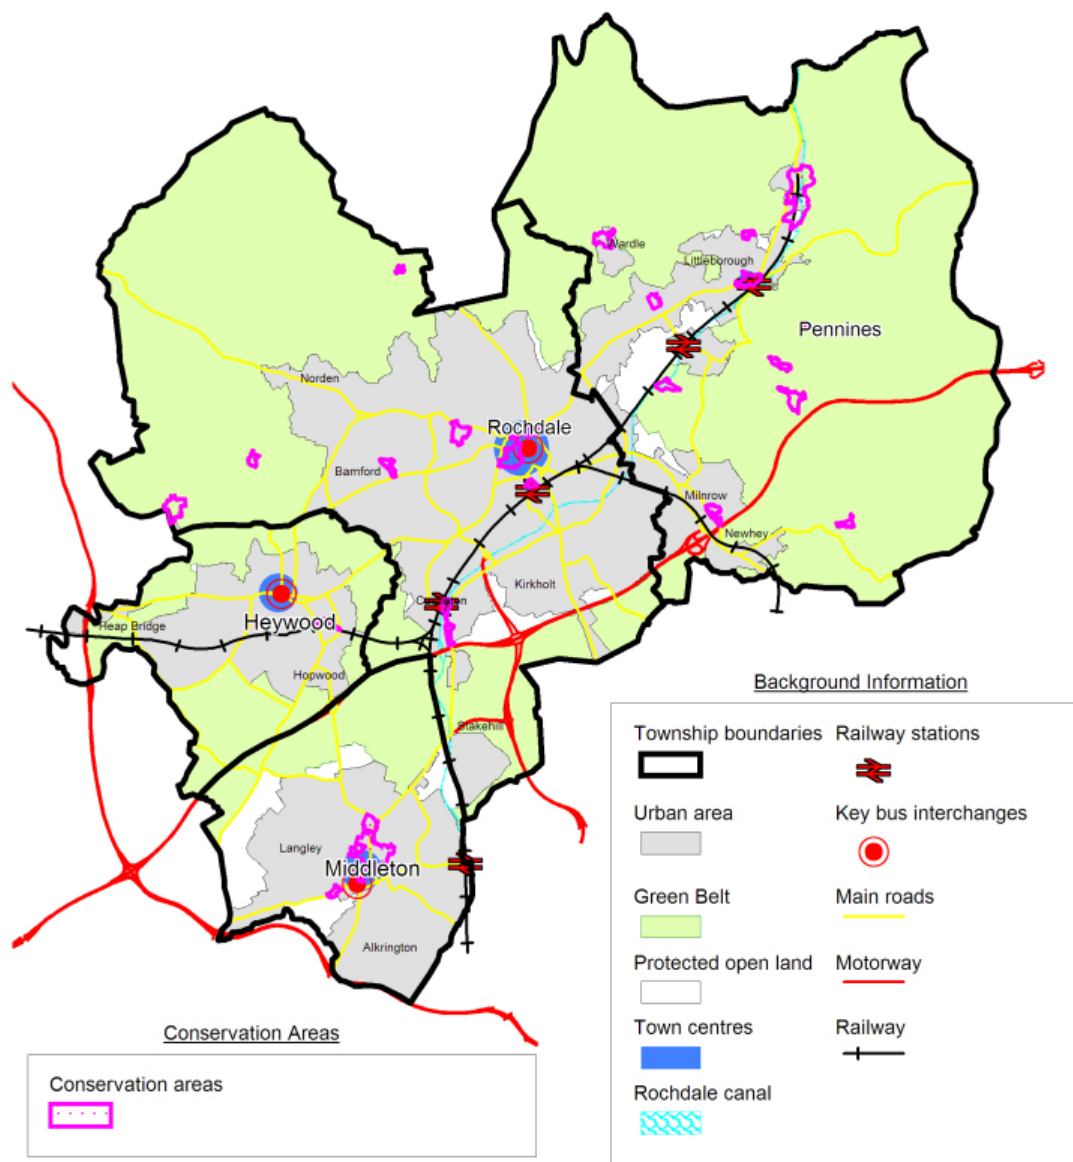 Wardle
Littleborough
Pennines
Norden
Rochdale
Bamford
Milnrow
Newhey
Kirkholt
Heywood
Heap Bridge
Hopwood
Stakehill
Langley
Middleton
Alkrington
Background Information
Township boundaries
Railway stations
Urban area
Key bus interchanges
Green Belt
Main roads
Protected open land
Motorway
Town centres
Railway
Rochdale canal
Conservation Areas
Conservation areas